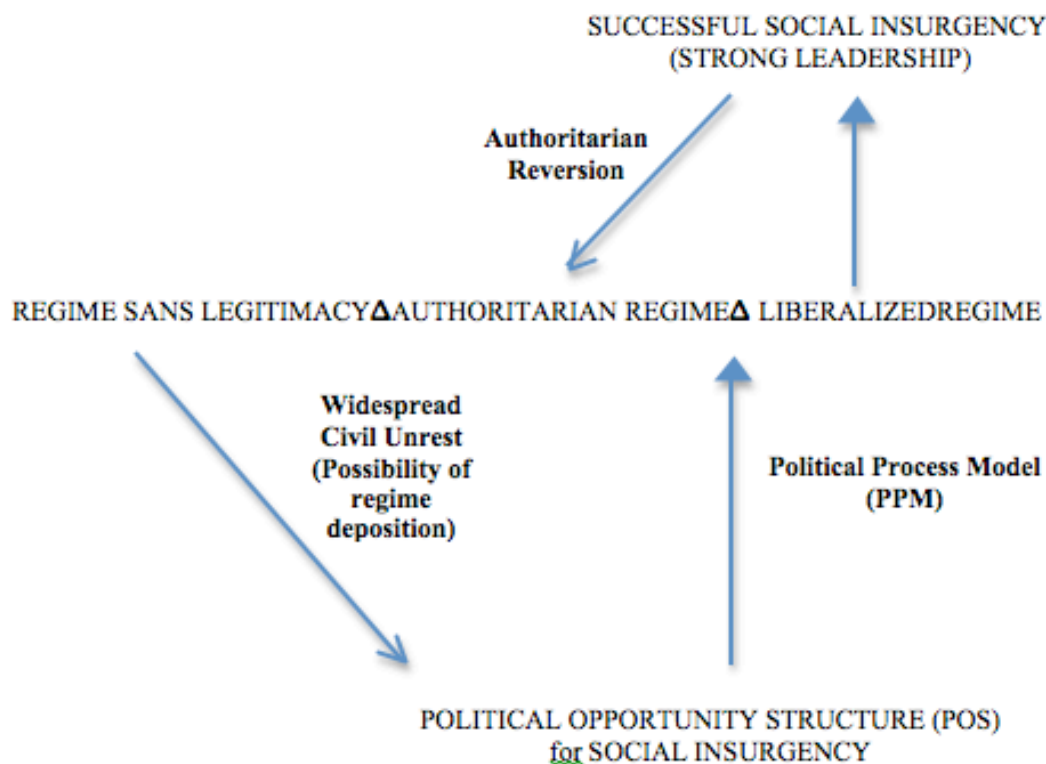 SUCCESSFUL SOCIAL INSURGENCY
(STRONG LEADERSHIP)
Authoritarian
Reversion
REGIME SANS LEGITIMACYΔAUTHORITARIAN REGIMEΔ LIBERALIZEDREGIME
Widespread
Civil Unrest
(Possibility of
regime
deposition)
Political Process Model
(PPM)
POLITICAL OPPORTUNITY STRUCTURE (POS)
for SOCIAL INSURGENCY